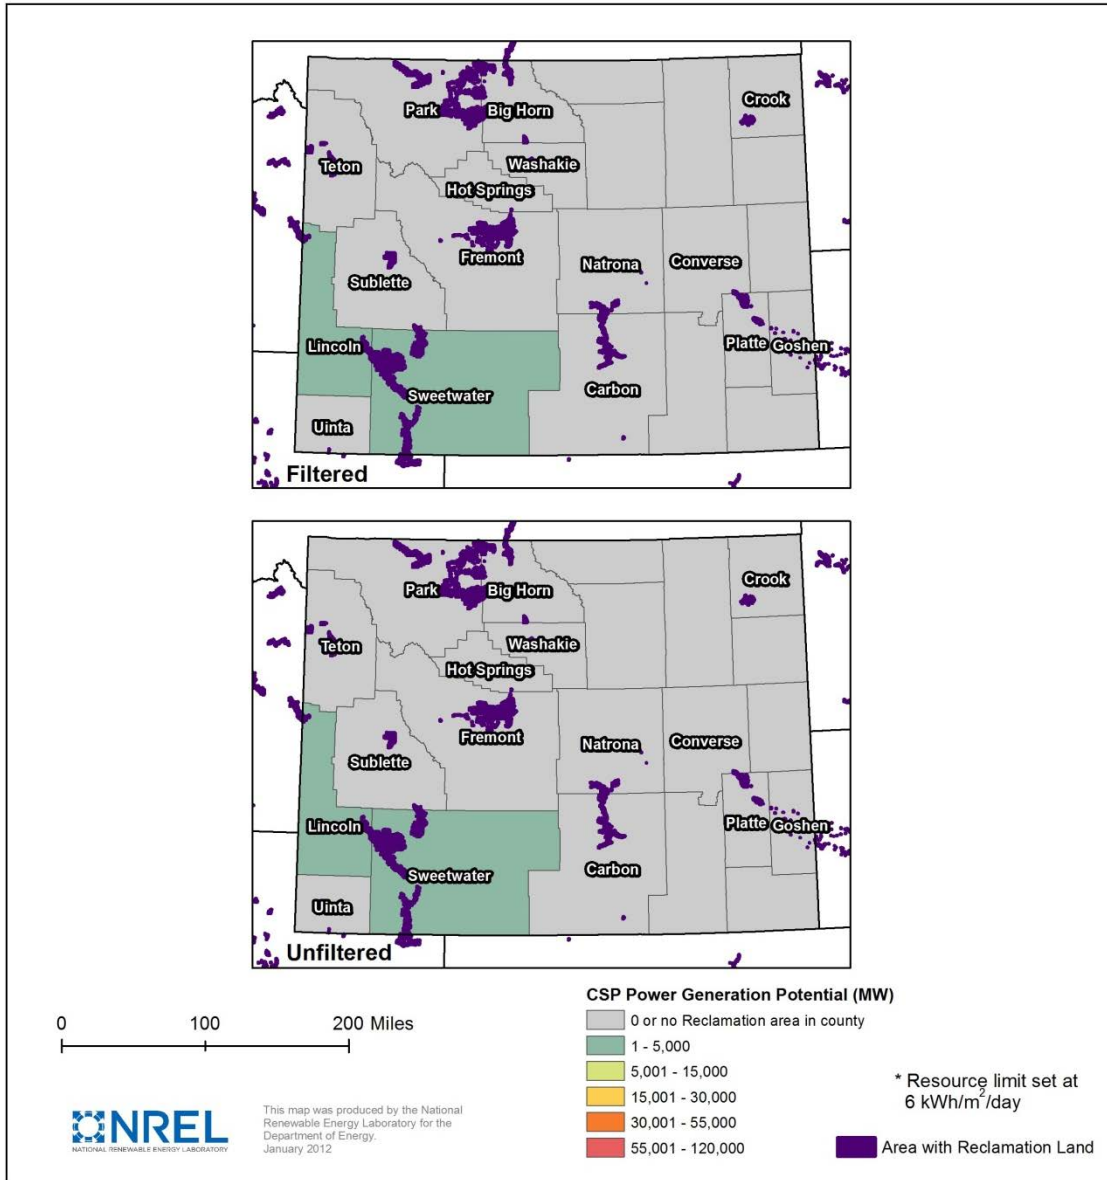 Park
Big Horn
Crook
Teton
Washakie
Hot Springs
Fremont
Natrona
Converse
Sublette
Lincoln
Platte
Goshen
Sweetwater
Carbon
Uinta
Filtered
Park
Big Horn
Crook
Teton
Washakie
Hot Springs
Fremont
Natrona
Converse
Sublette
Lincoln
Platte
Goshen
Sweetwater
Carbon
Uinta
Unfiltered
CSP Power Generation Potential (MW)
0 or no Reclamation area in county
1 - 5,000
5,001 - 15,000
15,001 - 30,000
30,001 - 55,000
55,001 - 120,000
0 100 200 Miles
* Resource limit set at
6 kWh/m²/day
Area with Reclamation Land
NREL
NATIONAL RENEWABLE ENERGY LABORATORY
This map was produced by the National
Renewable Energy Laboratory for the
Department of Energy.
January 2012